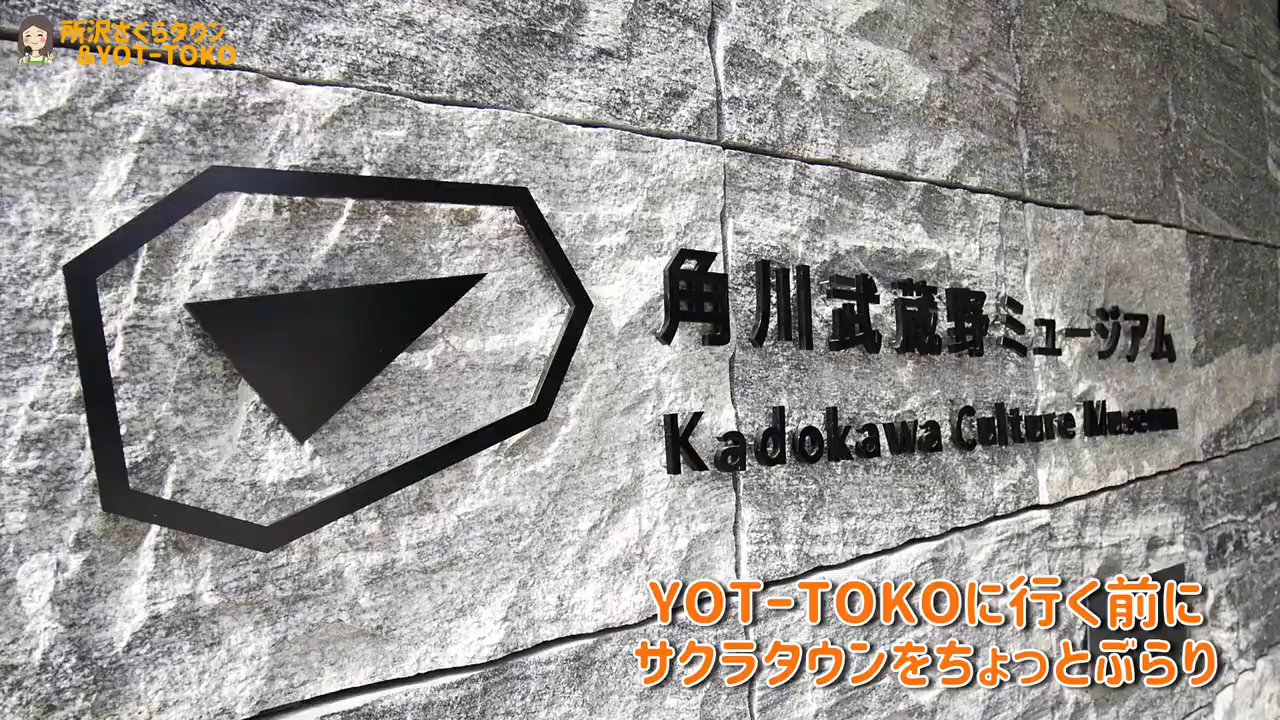 所沢さくらタウン
&YOT-TOKO
角川武蔵野ミュージアム
Kadokawa Culture Museum
YOT-TOKOに行く前に
サクラタウンをちょっとぶらり